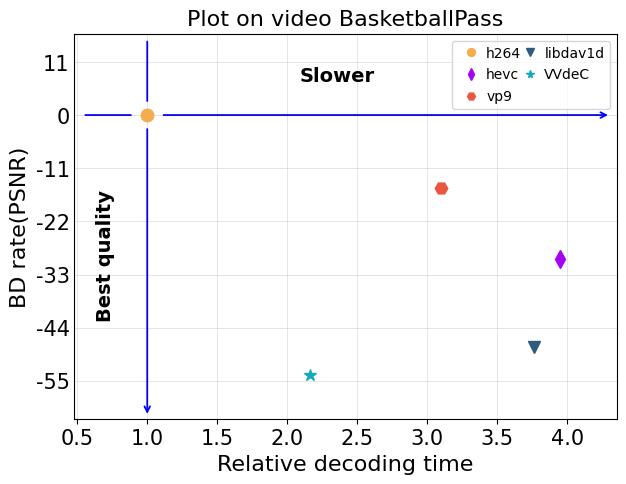 Plot on video BasketballPass
h264
libdav1d
hevc
VVdeC
vp9
Slower
Best quality
BD rate(PSNR)
11
0
-11
-22
-33
-44
-55
0.5 1.0 1.5 2.0 2.5 3.0 3.5 4.0
Relative decoding time